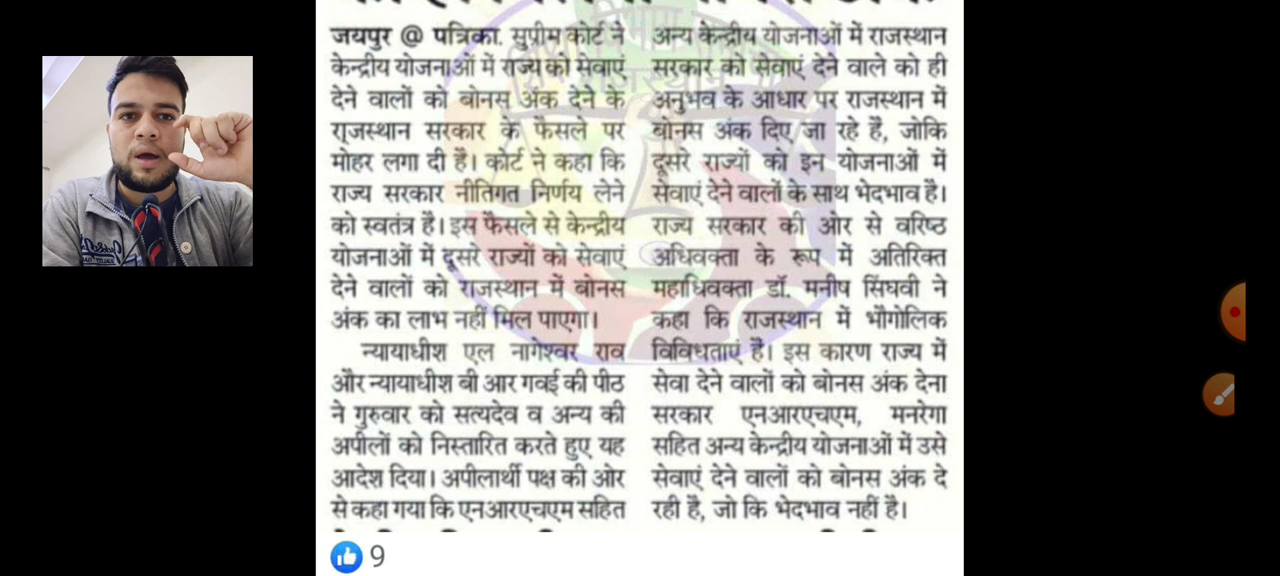 जयपुर @ पत्रिका. सुप्रीम कोर्ट ने
केन्द्रीय योजनाओं में राज्य को सेवाएं
देने वालों को बोनस अंक देने के
राजस्थान सरकार के फैसले पर
मोहर लगा दी है। कोर्ट ने कहा कि
राज्य सरकार नीतिगत निर्णय लेने
को स्वतंत्र है। इस फैसले से केन्द्रीय
योजनाओं में दूसरे राज्यों को सेवाएं
देने वालों को राजस्थान में बोनस
अंक का लाभ नहीं मिल पाएगा।
न्यायाधीश एल नागेश्वर राव
और न्यायाधीश बी आर गवई की पीठ
ने गुरुवार को सत्यदेव व अन्य की
अपीलों को निस्तारित करते हुए यह
आदेश दिया। अपीलार्थी पक्ष की ओर
से कहा गया कि एनआरएचएम सहित
अन्य केन्द्रीय योजनाओं में राजस्थान
सरकार को सेवाएं देने वाले को ही
अनुभव के आधार पर राजस्थान में
बोनस अंक दिए जा रहे है, जोकि
दूसरे राज्यों को इन योजनाओं में
सेवाएं देने वालों के साथ भेदभाव है।
राज्य सरकार की ओर से वरिष्ठ
अधिवक्ता के रूप में अतिरिक्त
महाधिवक्ता डॉ. मनीष सिंघवी ने
कहा कि राजस्थान में भौगोलिक
विविधताएं है। इस कारण राज्य में
सेवा देने वालों को बोनस अंक देना
सरकार एनआरएचएम, मनरेगा
सहित अन्य केन्द्रीय योजनाओं में उसे
सेवाएं देने वालों को बोनस अंक दे
रही है, जो कि भेदभाव नहीं है।
9